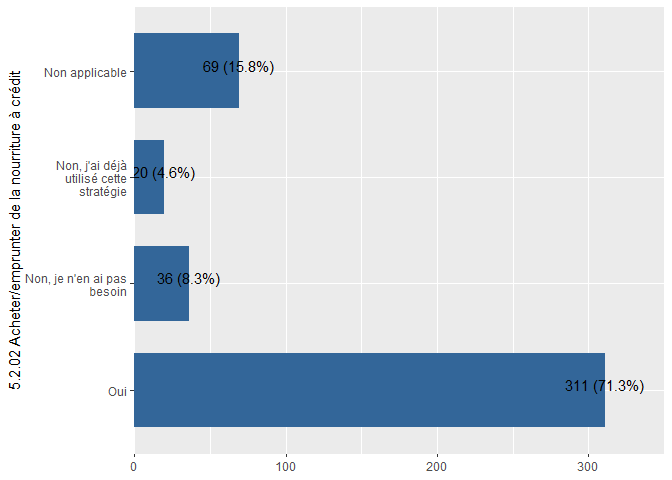 5.2.02 Acheter/emprunter de la nourriture à crédit
Non applicable
69 (15.8%)
Non, j'ai déjà
utilisé cette
stratégie
20 (4.6%)
Non, je n'en ai pas
besoin
36 (8.3%)
Oui
311 (71.3%)
0
100
200
300